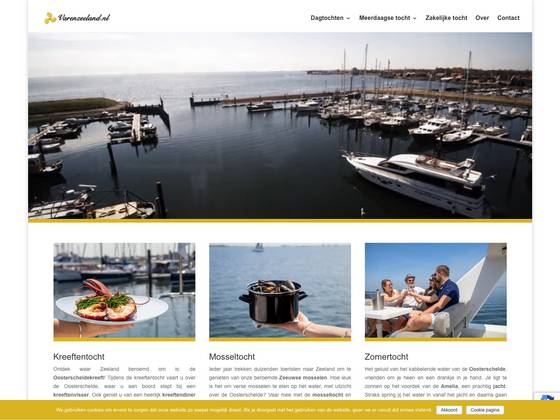 Varenzeeland.nl
Dagtochten
Meerdaagse tocht
Zakelijke tocht
Over
Contact
Kreeftentocht
Ontdek waar Zeeland beroemd om is de
Oosterscheldekreeft! Tijdens de kreeftentocht vaart u over
de Oosterschelde, waar u aan boord stapt bij een
kreeftenvisser. Ook geniet u van een heerlijk kreeftendiner
Mosseltocht
Ieder jaar trekken duizenden toeristen naar Zeeland om te
genieten van onze beroemde Zeeuwse mosselen. Hoe leuk
is het om verse mosselen te eten op het water, met uitzicht
over de Oosterschelde? Vaar mee met de mosseltocht en
Zomertocht
Het geluid van het kabbelende water van de Oosterschelde,
vrienden om je heen en een drankje in je hand. Je ligt te
zonnen op het voordek van de Amelia, een prachtig jacht.
Straks spring jij het water in vanaf het jacht en daarna gaan
We gebruiken cookies om ervoor te zorgen dat onze website zo soepel mogelijk draait. Als je doorgaat met het gebruiken van de website, gaan we er vanuit dat ermee instemt.
Akkoord
Cookie pagina